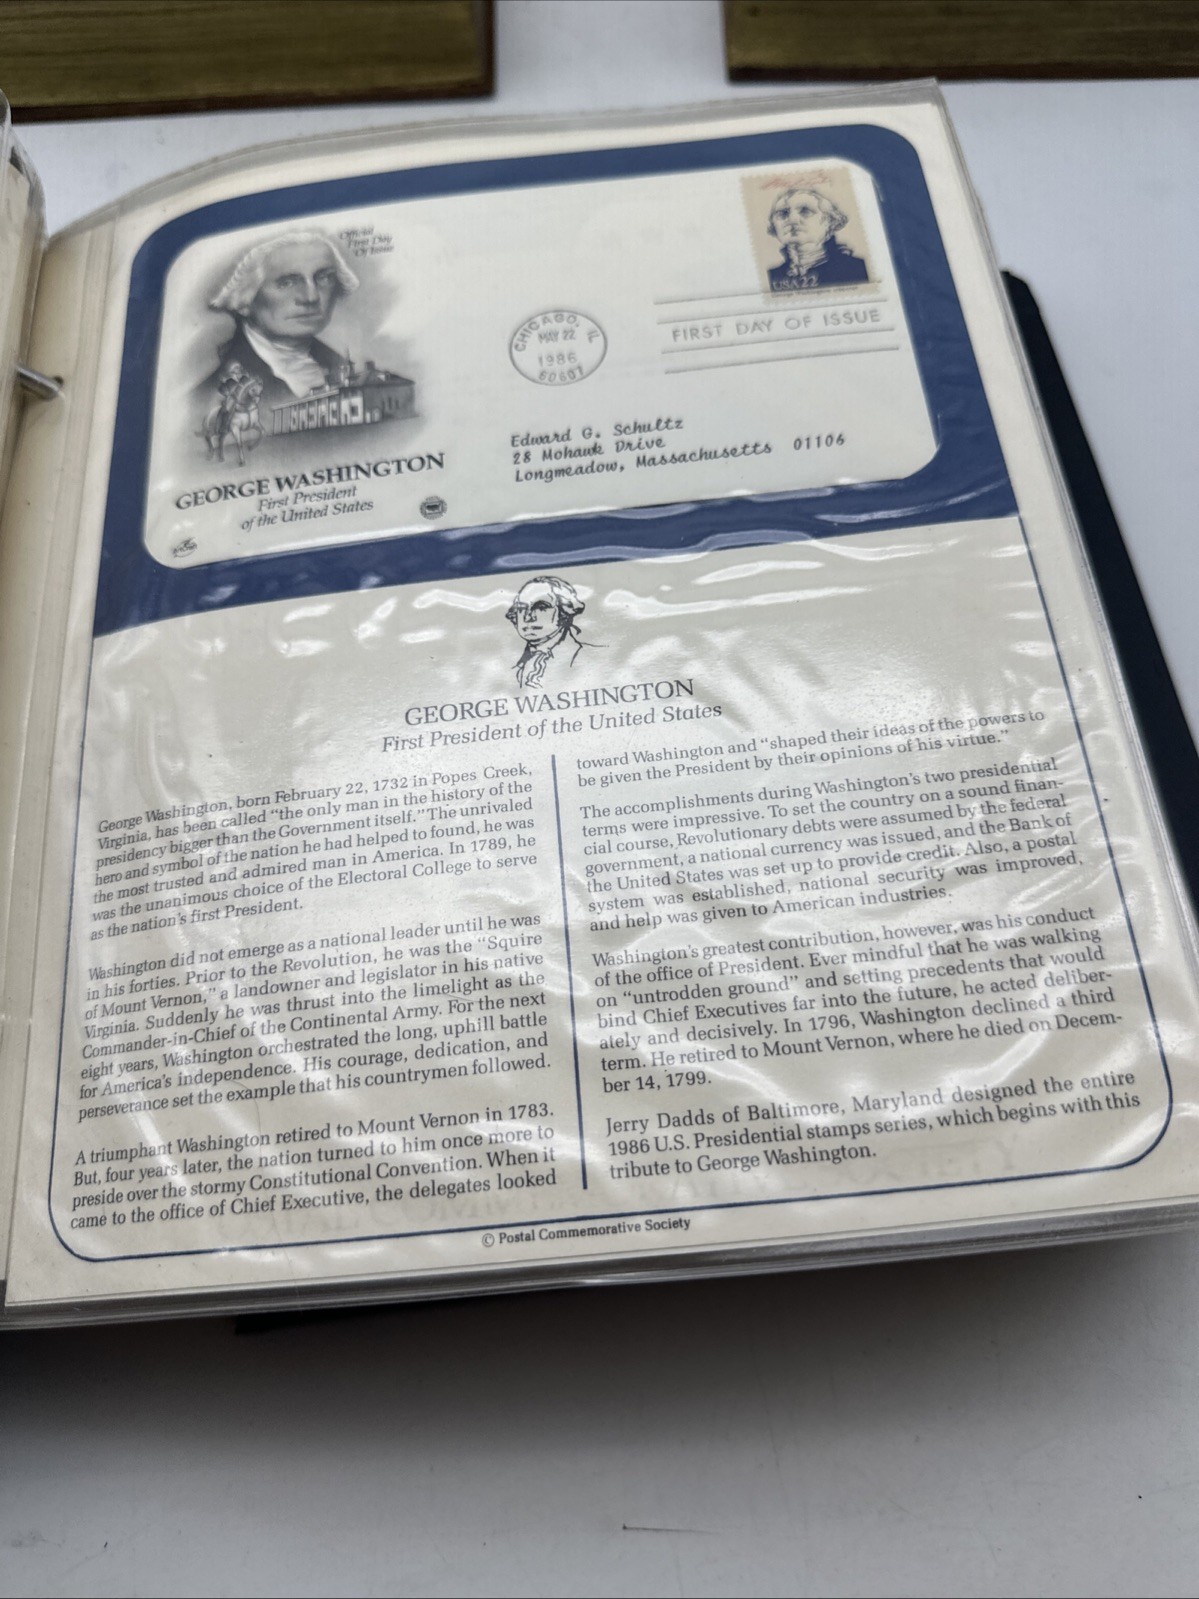 Official
First Day
Of Issue
USA 22
CHICAGO, IL
MAY 22
1986
60607
FIRST DAY OF ISSUE
Edward G. Schultz
28 Mohawk Drive
Longmeadow, Massachusetts 01106
GEORGE WASHINGTON
First President
of the United States
GEORGE WASHINGTON
First President of the United States
George Washington, born February 22, 1732 in Popes Creek,
Virginia, has been called "the only man in the history of the
presidency bigger than the Government itself." The unrivaled
hero and symbol of the nation he had helped to found, he was
the most trusted and admired man in America. In 1789, he
was the unanimous choice of the Electoral College to serve
as the nation's first President.
Washington did not emerge as a national leader until he was
in his forties. Prior to the Revolution, he was the "Squire
of Mount Vernon," a landowner and legislator in his native
Virginia. Suddenly he was thrust into the limelight as the
Commander-in-Chief of the Continental Army. For the next
eight years, Washington orchestrated the long, uphill battle
for America's independence. His courage, dedication, and
perseverance set the example that his countrymen followed.
A triumphant Washington retired to Mount Vernon in 1783.
But, four years later, the nation turned to him once more to
preside over the stormy Constitutional Convention. When it
came to the office of Chief Executive, the delegates looked
toward Washington and "shaped their ideas of the powers to
be given the President by their opinions of his virtue."
The accomplishments during Washington's two presidential
terms were impressive. To set the country on a sound finan-
cial course, Revolutionary debts were assumed by the federal
government, a national currency was issued, and the Bank of
the United States was set up to provide credit. Also, a postal
system was established, national security was improved,
and help was given to American industries.
Washington's greatest contribution, however, was his conduct
of the office of President. Ever mindful that he was walking
on "untrodden ground" and setting precedents that would
bind Chief Executives far into the future, he acted deliber-
ately and decisively. In 1796, Washington declined a third
term. He retired to Mount Vernon, where he died on Decem-
ber 14, 1799.
Jerry Dadds of Baltimore, Maryland designed the entire
1986 U.S. Presidential stamps series, which begins with this
tribute to George Washington.
© Postal Commemorative Society